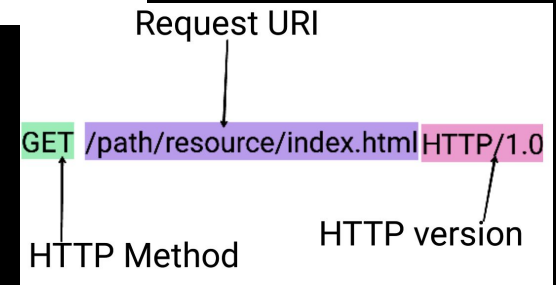 Request URI
GET /path/resource/index.html HTTP/1.0
HTTP version
HTTP Method